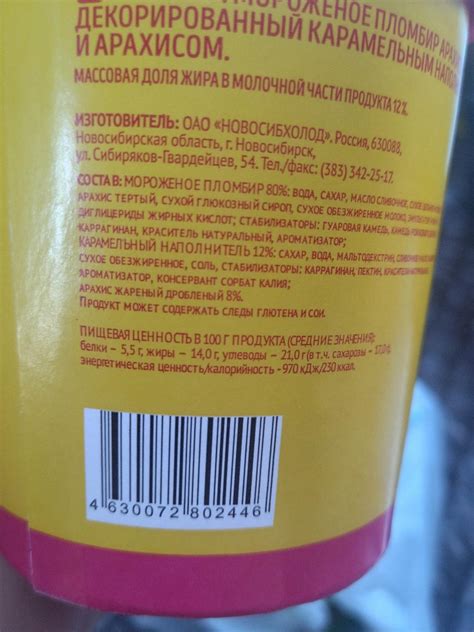 МОРОЖЕНОЕ ПЛОМБИР
ДЕКОРИРОВАННЫЙ КАРАМЕЛЬНЫМ
И АРАХИСОМ.
МАССОВАЯ ДОЛЯ ЖИРА В МОЛОЧНОЙ ЧАСТИ ПРОДУКТА 12%.
ИЗГОТОВИТЕЛЬ: ОАО «НОВОСИБХОЛОД», Россия, 630088,
Новосибирская область, г. Новосибирск,
ул. Сибиряков-Гвардейцев, 54. Тел./факс: (383) 342-25-17.
СОСТАВ: МОРОЖЕНОЕ ПЛОМБИР 80%: ВОДА, САХАР, МАСЛО СЛИВОЧНОЕ,
АРАХИС ТЕРТЫЙ, СУХОЙ ГЛЮКОЗНЫЙ СИРОП, СУХОЕ ОБЕЗЖИРЕННОЕ МОЛОКО,
ДИГЛИЦЕРИДЫ ЖИРНЫХ КИСЛОТ; СТАБИЛИЗАТОРЫ: ГУАРОВАЯ КАМЕДЬ,
КАРРАГИНАН, КРАСИТЕЛЬ НАТУРАЛЬНЫЙ, АРОМАТИЗАТОР;
КАРАМЕЛЬНЫЙ НАПОЛНИТЕЛЬ 12%: САХАР, ВОДА, МАЛЬТОДЕКСТРИН,
СУХОЕ ОБЕЗЖИРЕННОЕ, СОЛЬ, СТАБИЛИЗАТОРЫ: КАРРАГИНАН, ПЕКТИН,
АРОМАТИЗАТОР, КОНСЕРВАНТ СОРБАТ КАЛИЯ;
АРАХИС ЖАРЕНЫЙ ДРОБЛЕНЫЙ 8%.
ПРОДУКТ МОЖЕТ СОДЕРЖАТЬ СЛЕДЫ ГЛЮТЕНА И СОИ.
ПИЩЕВАЯ ЦЕННОСТЬ В 100 Г ПРОДУКТА (СРЕДНИЕ ЗНАЧЕНИЯ):
белки – 5,5 г, жиры – 14,0 г, углеводы – 21,0 г (в т.ч. сахарозы –
энергетическая ценность/калорийность - 970 кДж/230 ккал.
4 630072 802446